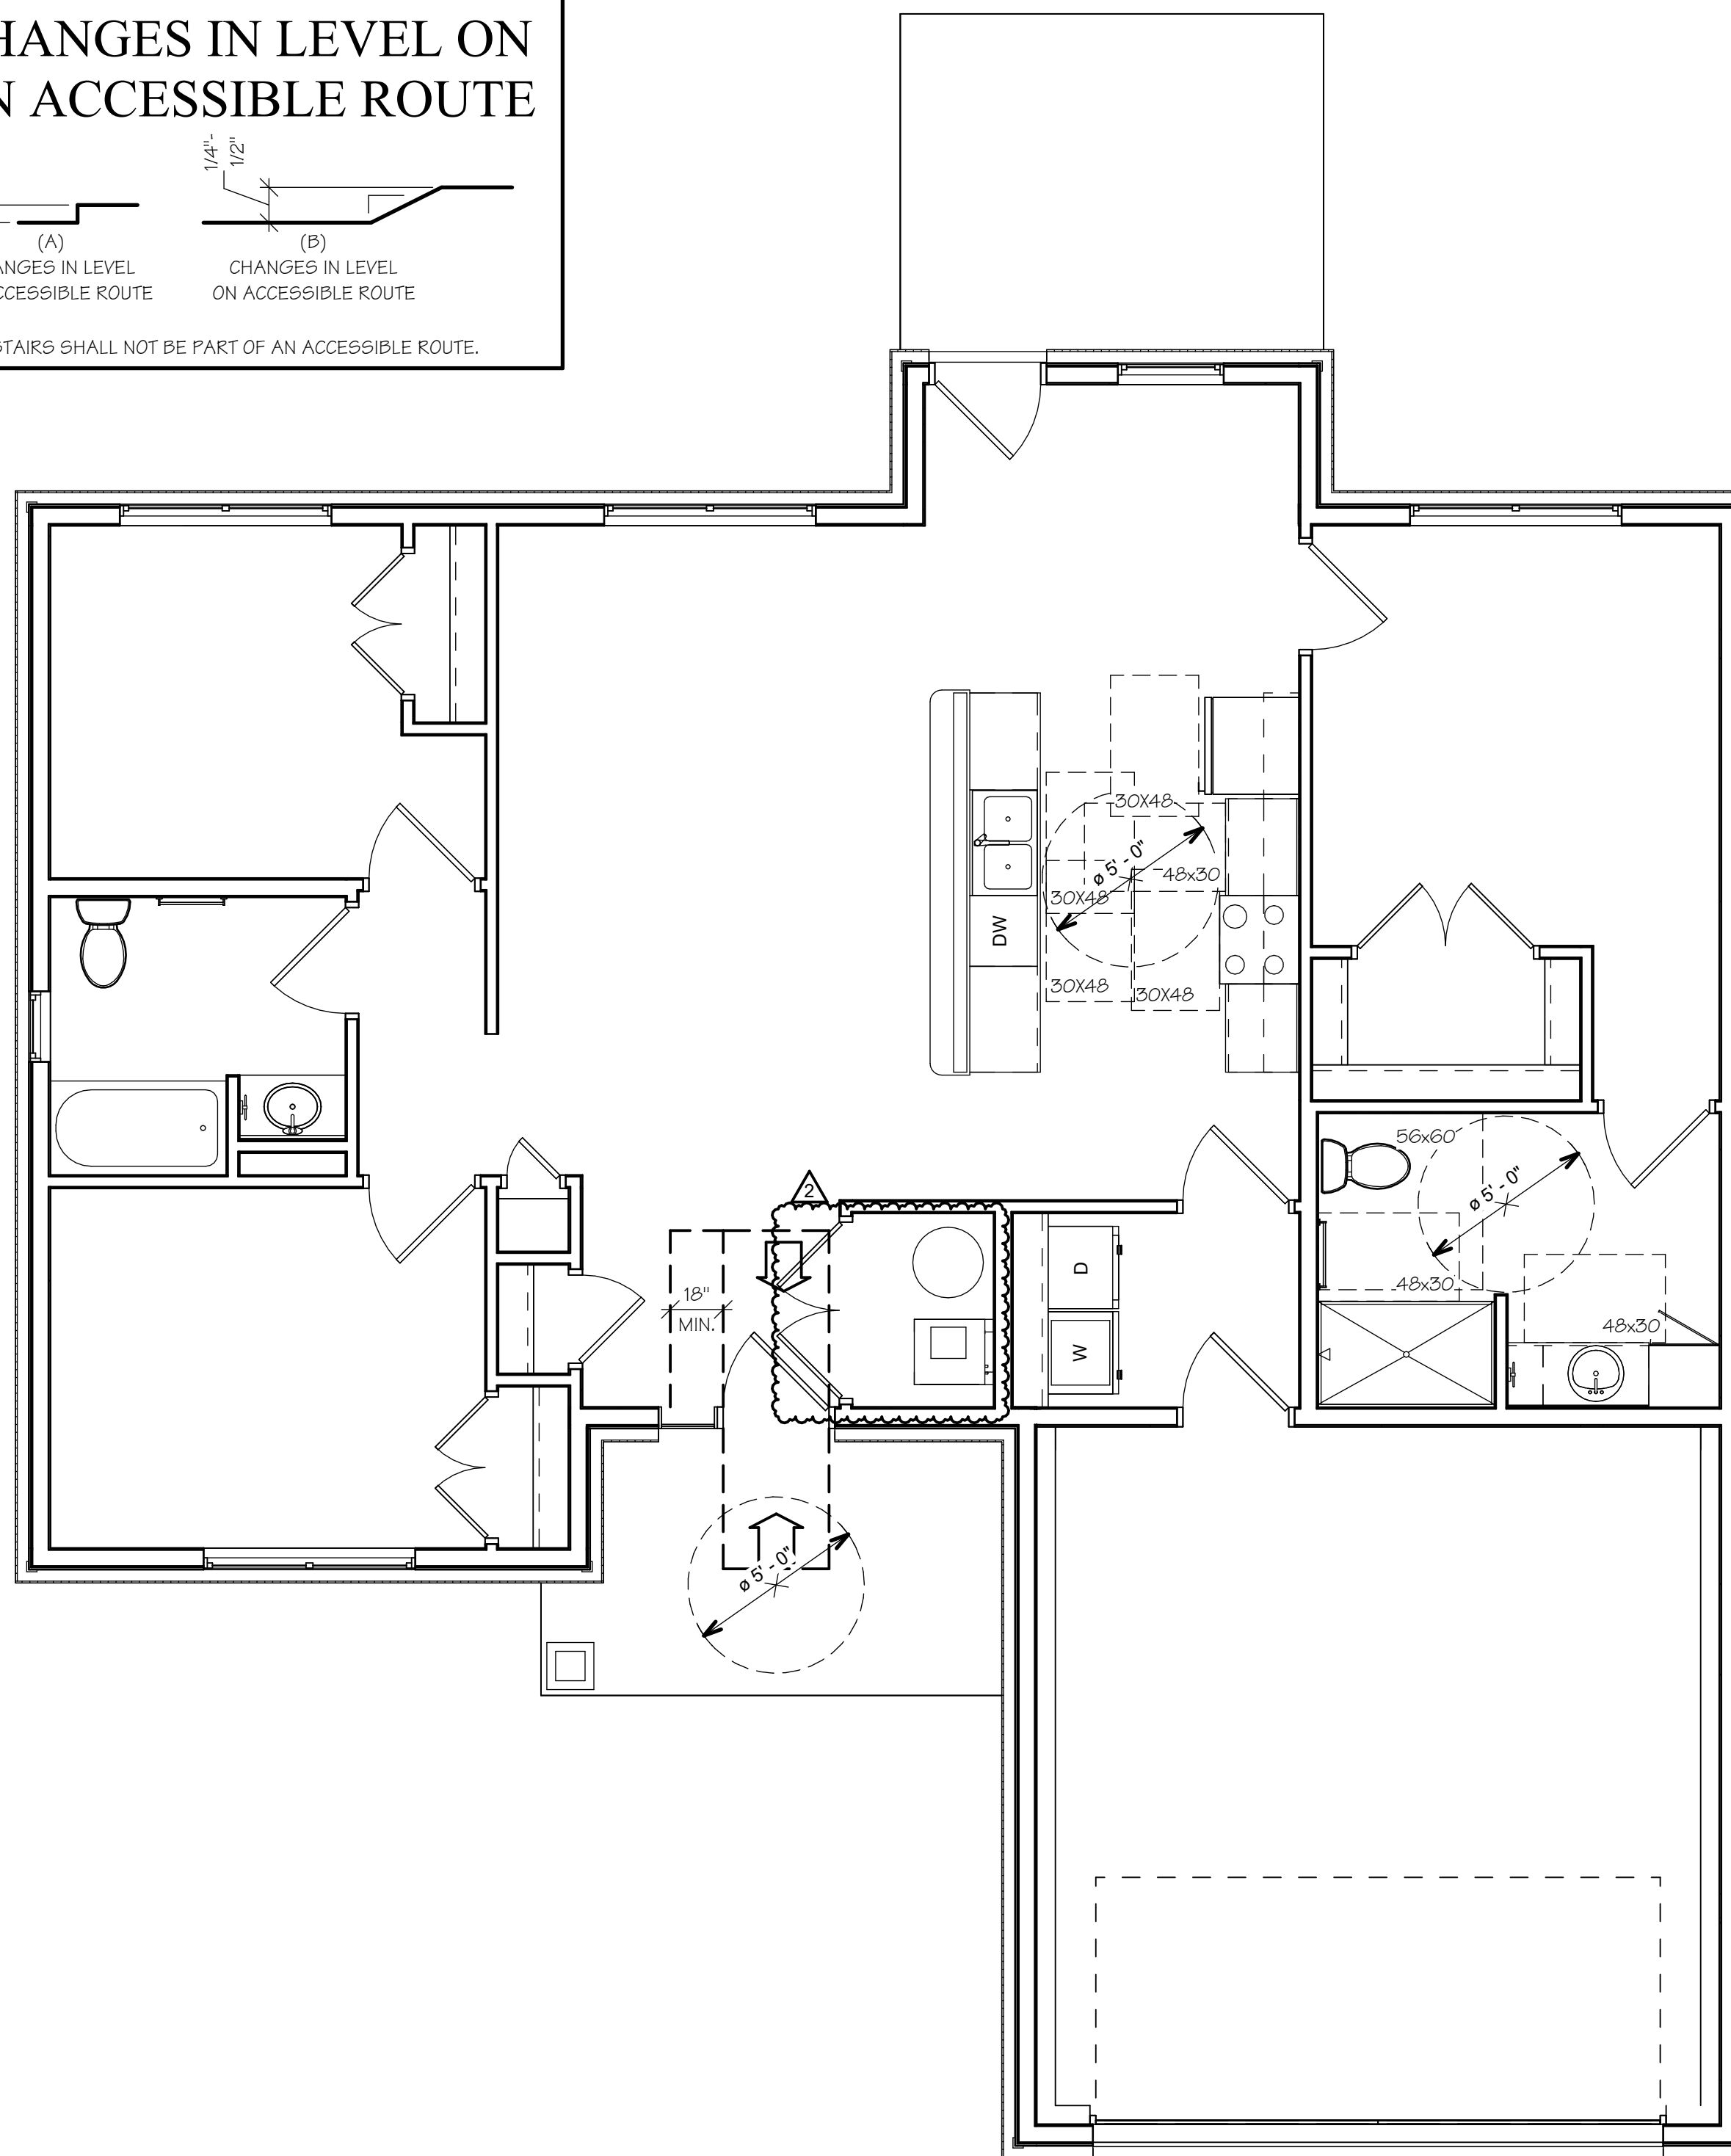 HANGES IN LEVEL ON
N ACCESSIBLE ROUTE
1/4"-
1/2"
(A)
ANGES IN LEVEL
CCESSIBLE ROUTE
(B)
CHANGES IN LEVEL
ON ACCESSIBLE ROUTE
STAIRS SHALL NOT BE PART OF AN ACCESSIBLE ROUTE.
30X48
ø 5' - 0"
48x30
30X48
DW
30X48
30X48
56x60
ø 5' - 0"
48x30
48x30
2
18"
MIN.
D
W
ø 5' - 0"